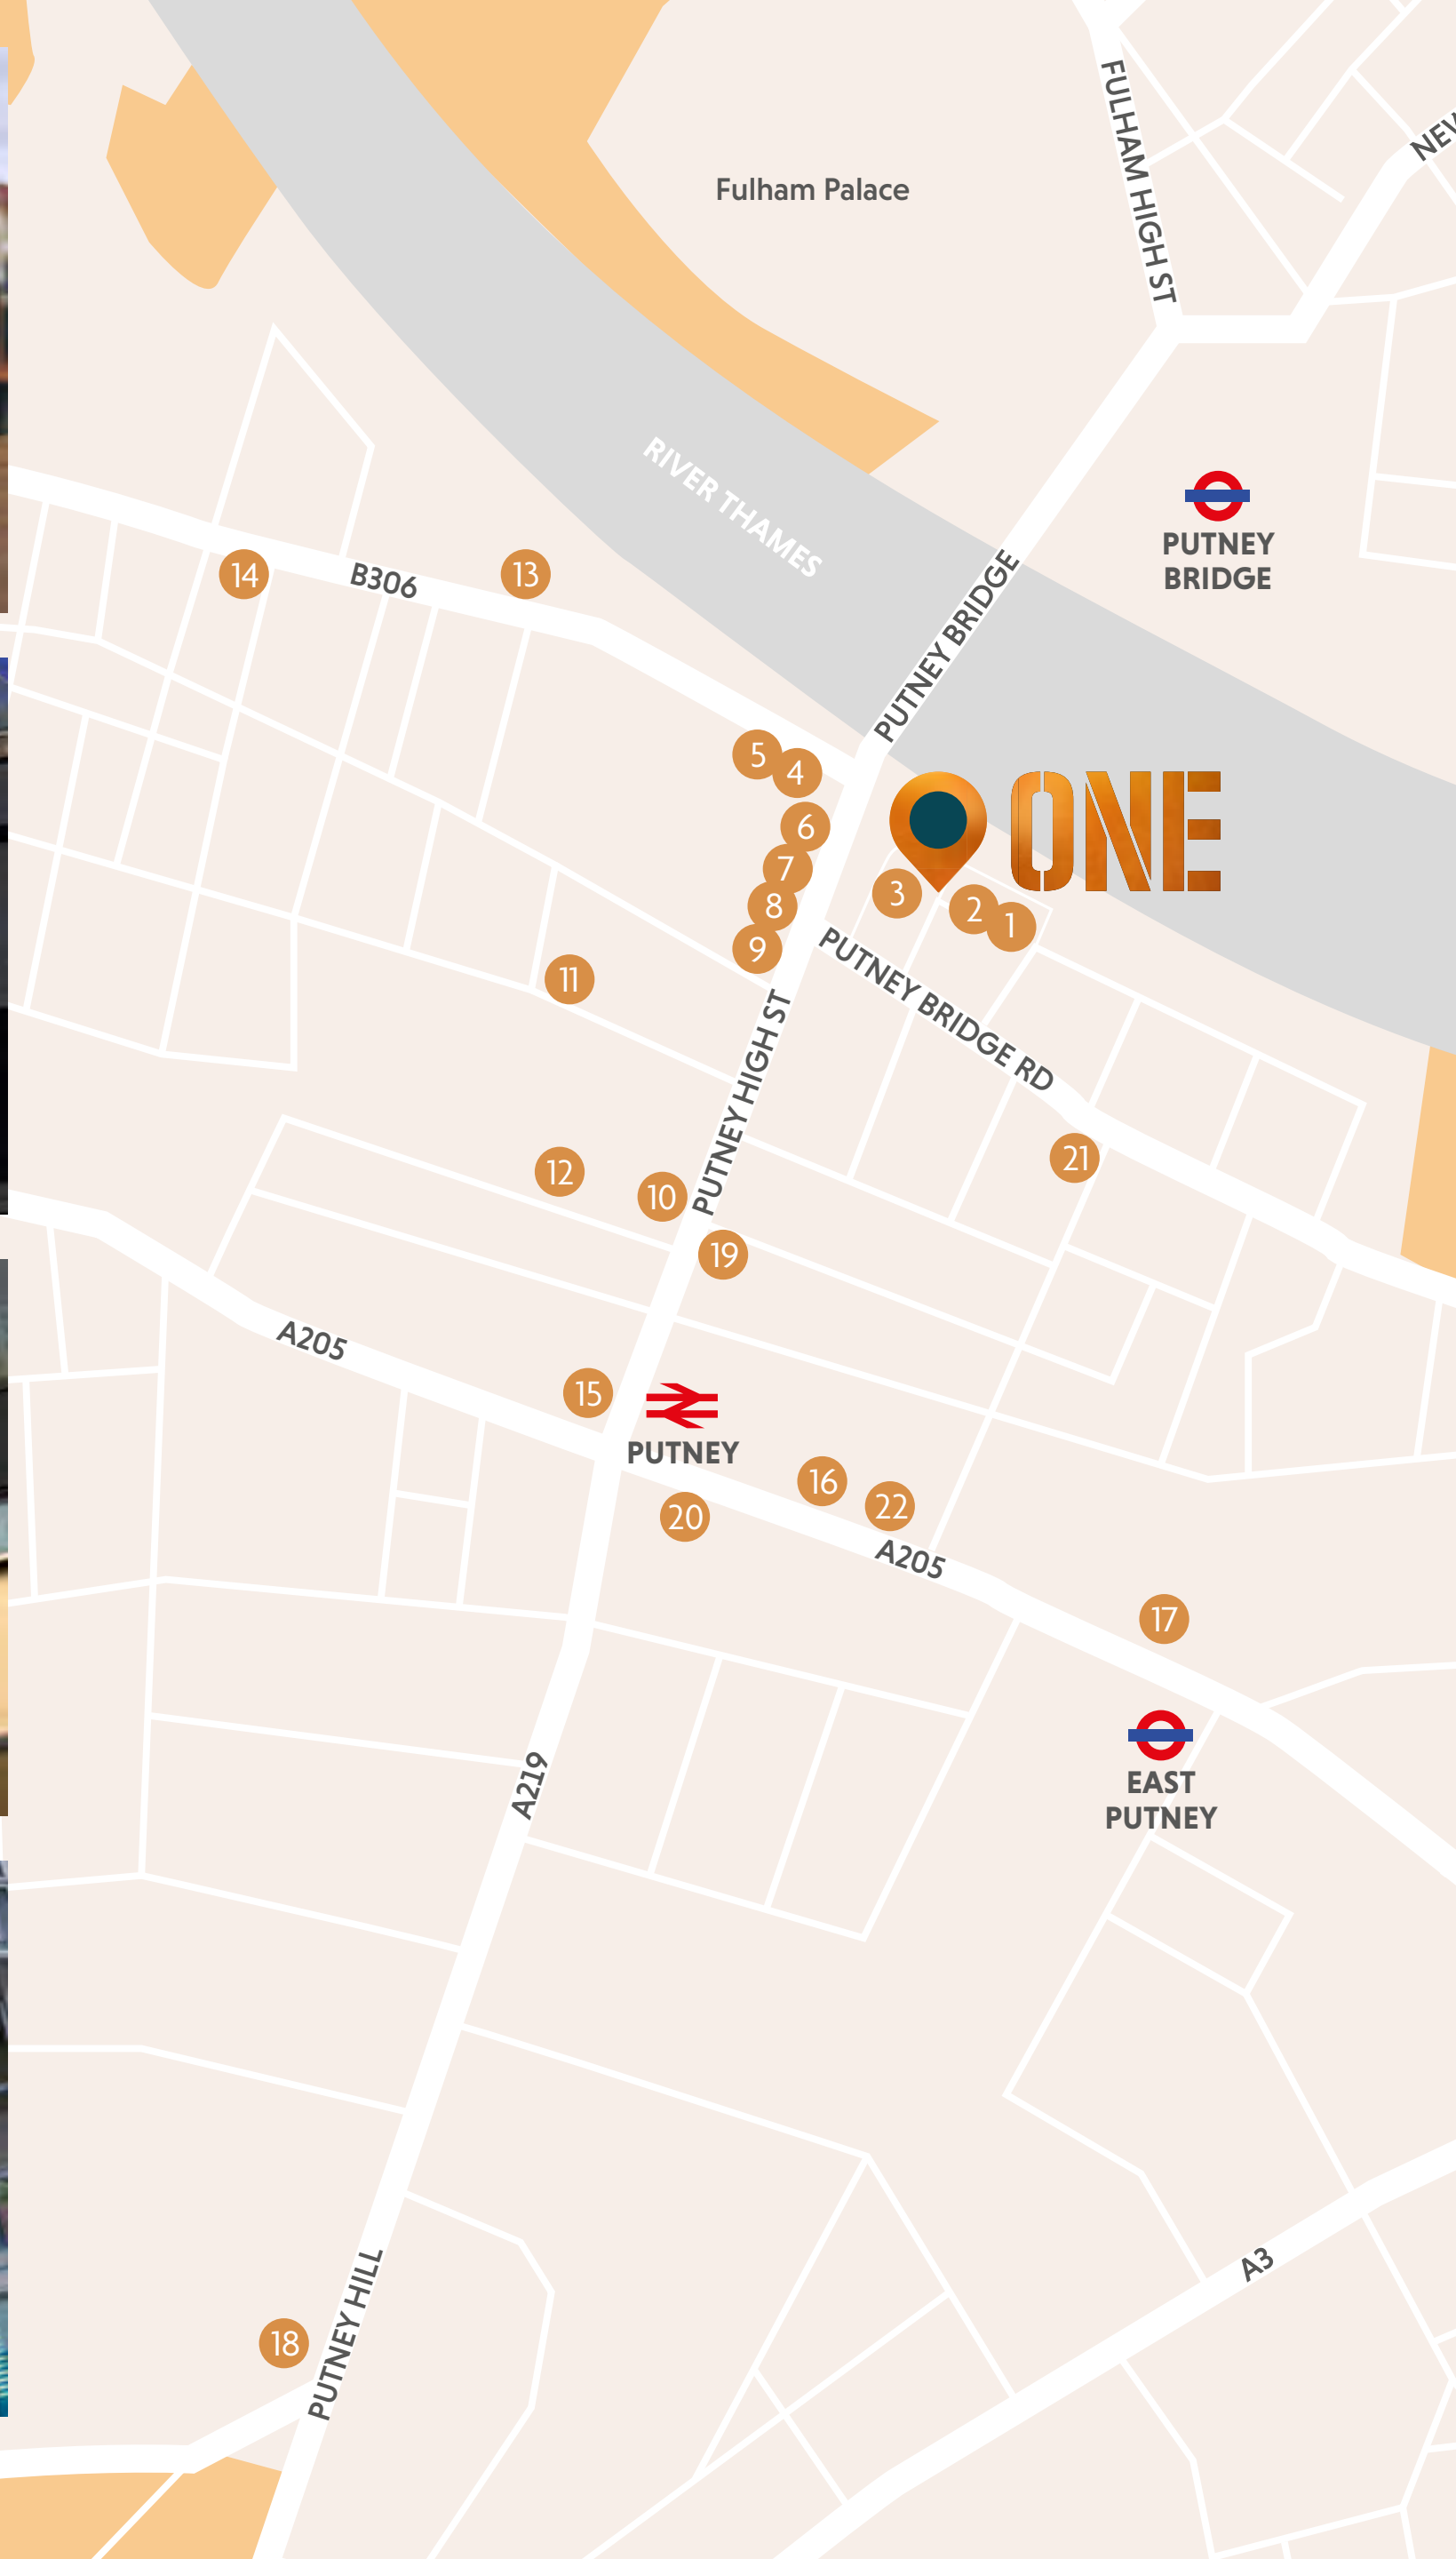 FULHAM HIGH ST
NEW
Fulham Palace
RIVER THAMES
PUTNEY
BRIDGE
14
B306
13
PUTNEY BRIDGE
5
4
6
7
8
9
ONE
3
2
1
11
PUTNEY BRIDGE RD
PUTNEY HIGH ST
12
10
21
19
A205
15
PUTNEY
16
20
22
A205
17
EAST
PUTNEY
A219
A3
PUTNEY HILL
18